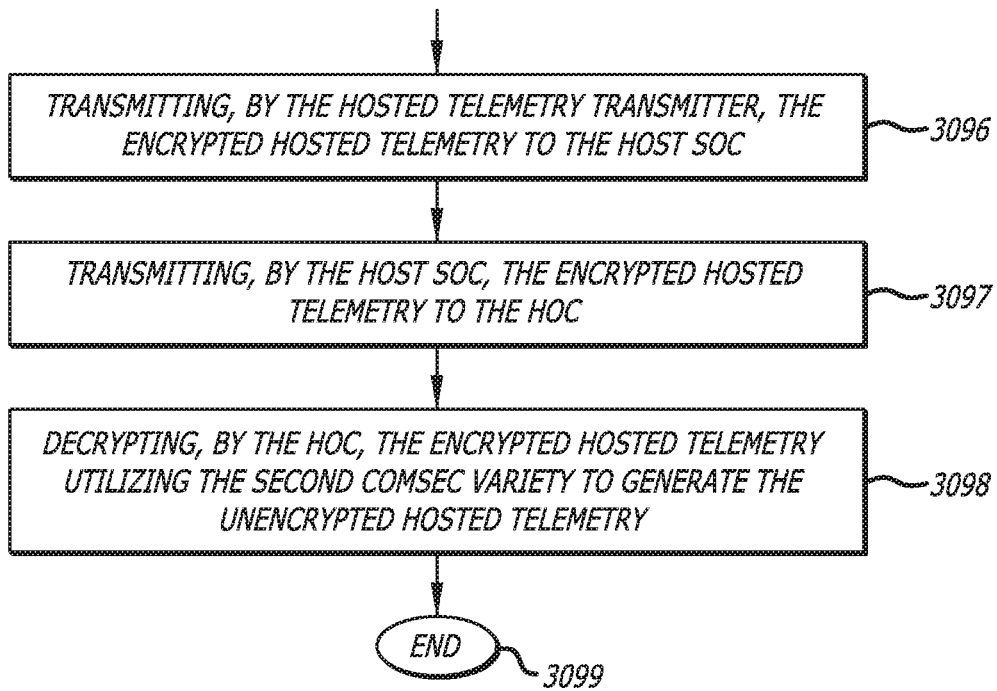 TRANSMITTING, BY THE HOSTED TELEMETRY TRANSMITTER, THE
ENCRYPTED HOSTED TELEMETRY TO THE HOST SOC
3096
TRANSMITTING, BY THE HOST SOC, THE ENCRYPTED HOSTED
TELEMETRY TO THE HOC
3097
DECRYPTING, BY THE HOC, THE ENCRYPTED HOSTED TELEMETRY
UTILIZING THE SECOND COMSEC VARIETY TO GENERATE THE
UNENCRYPTED HOSTED TELEMETRY
3098
END
3099